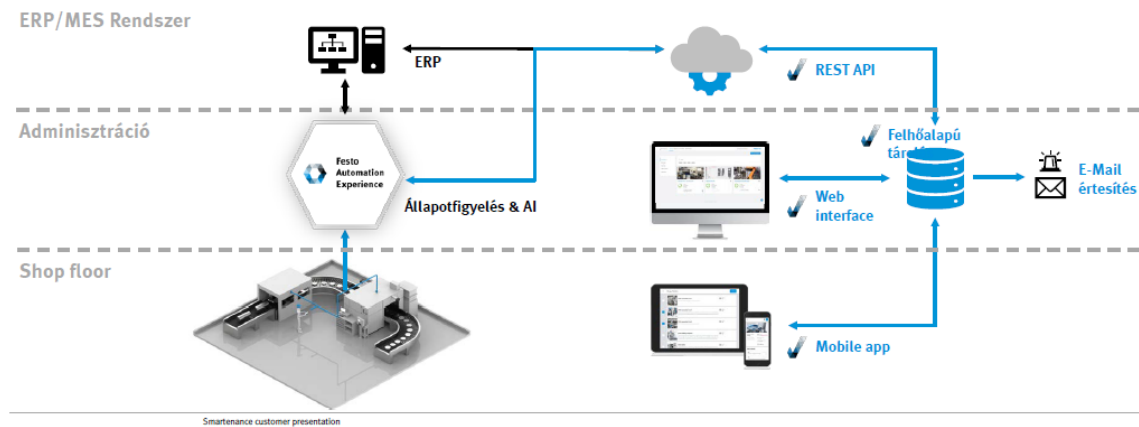 ERP/MES Rendszer
ERP
REST API
Adminisztráció
Festo
Automation
Experience
Állapotfigyelés & AI
Felhőalapú
Web
interface
E-Mail
értesítés
Shop floor
Mobile app
Smartenance customer presentation